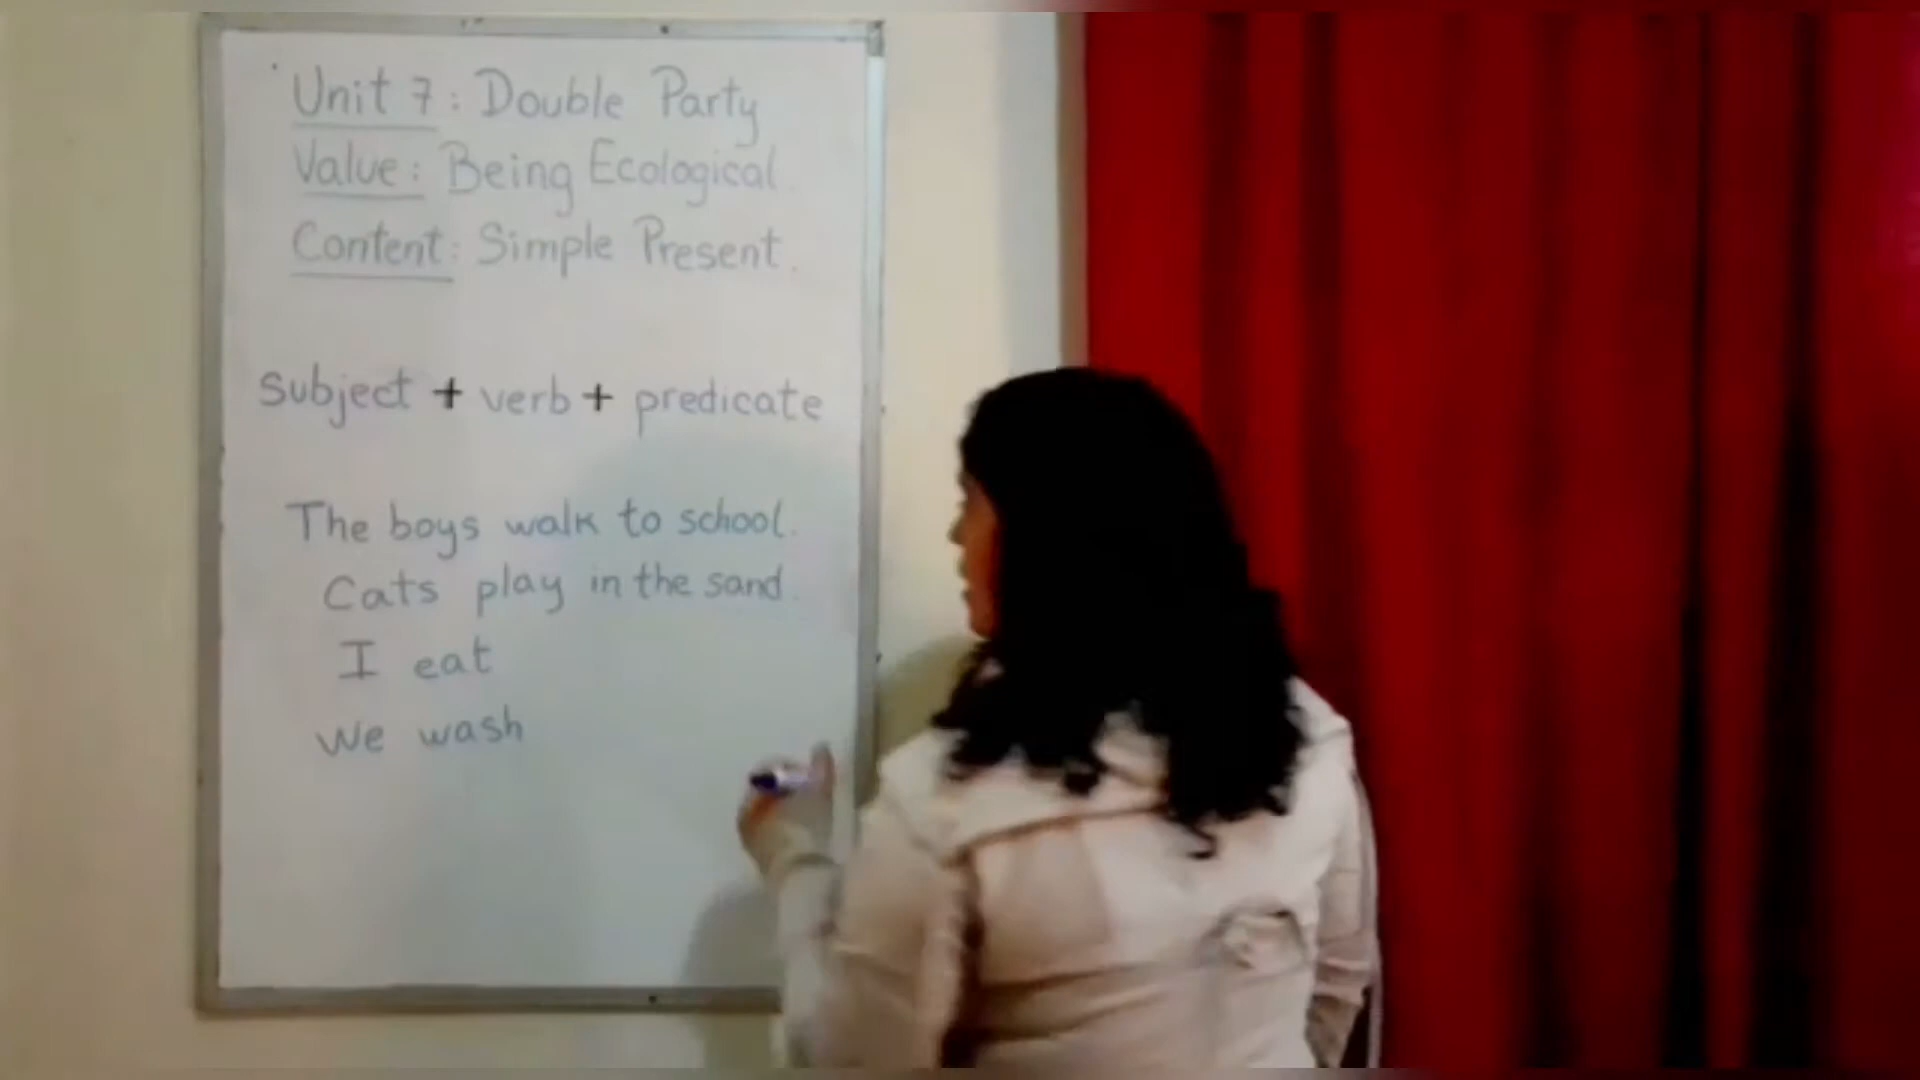 Unit 7: Double Party
Value: Being Ecological.
Content: Simple Present.
Subject + verb + predicate
The boys walk to school.
Cats play in the sand.
I eat
We wash